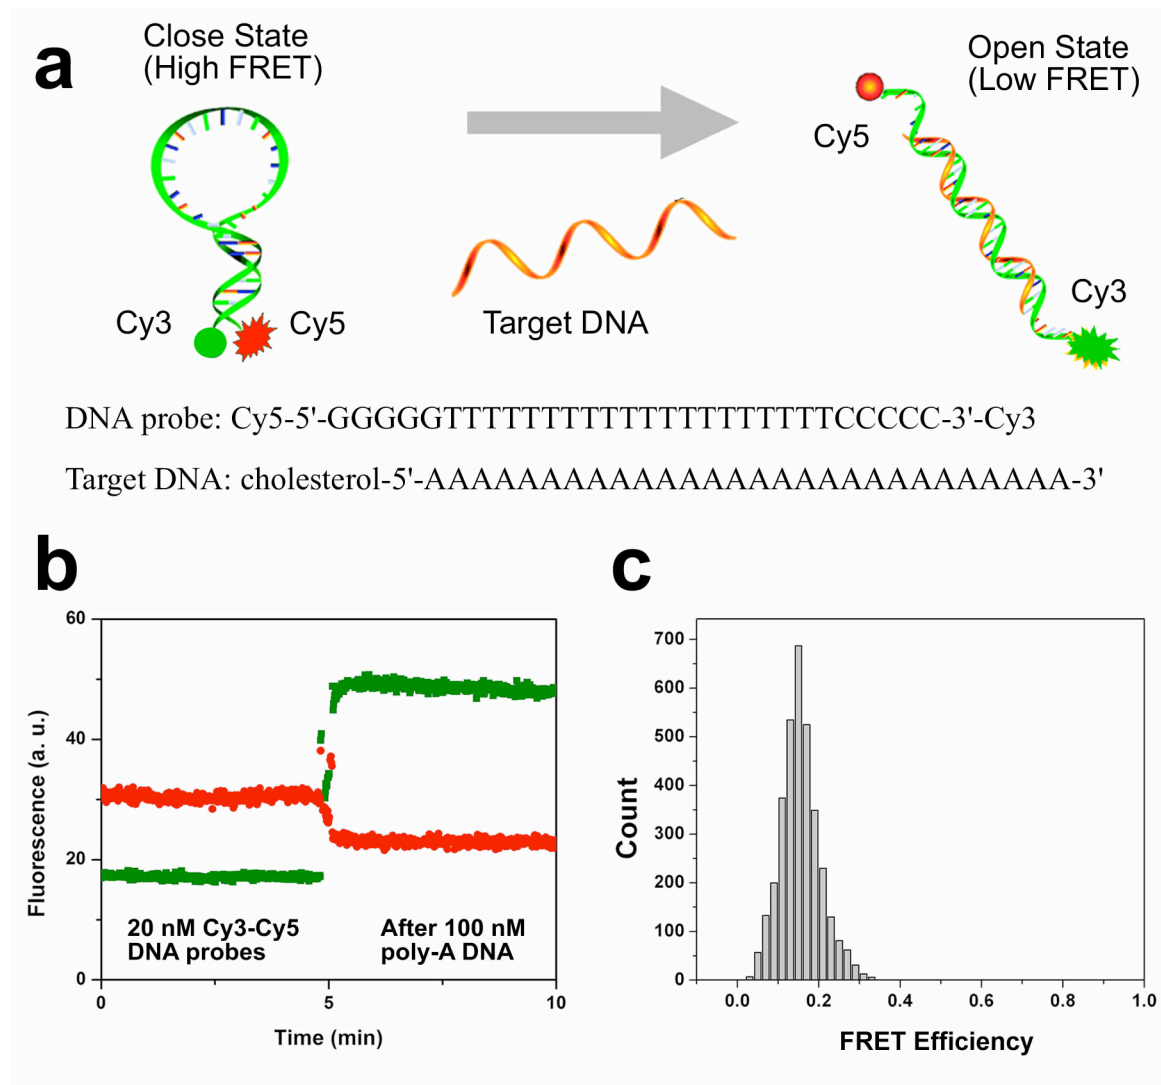 a
Close State
(High FRET)
Open State
(Low FRET)
Cy5
Cy3
Cy3
Cy5
Target DNA
DNA probe: Cy5-5'-GGGGGTTTTTTTTTTTTTTTTTTTTCCCCC-3'-Cy3
Target DNA: cholesterol-5'-AAAAAAAAAAAAAAAAAAAAAAAAAAAA-3'
b
60
40
20
0
Fluorescence (a. u.)
20 nM Cy3-Cy5
DNA probes
After 100 nM
poly-A DNA
0 5 10
Time (min)
c
700
600
500
400
300
200
100
0
Count
0.0 0.2 0.4 0.6 0.8 1.0
FRET Efficiency